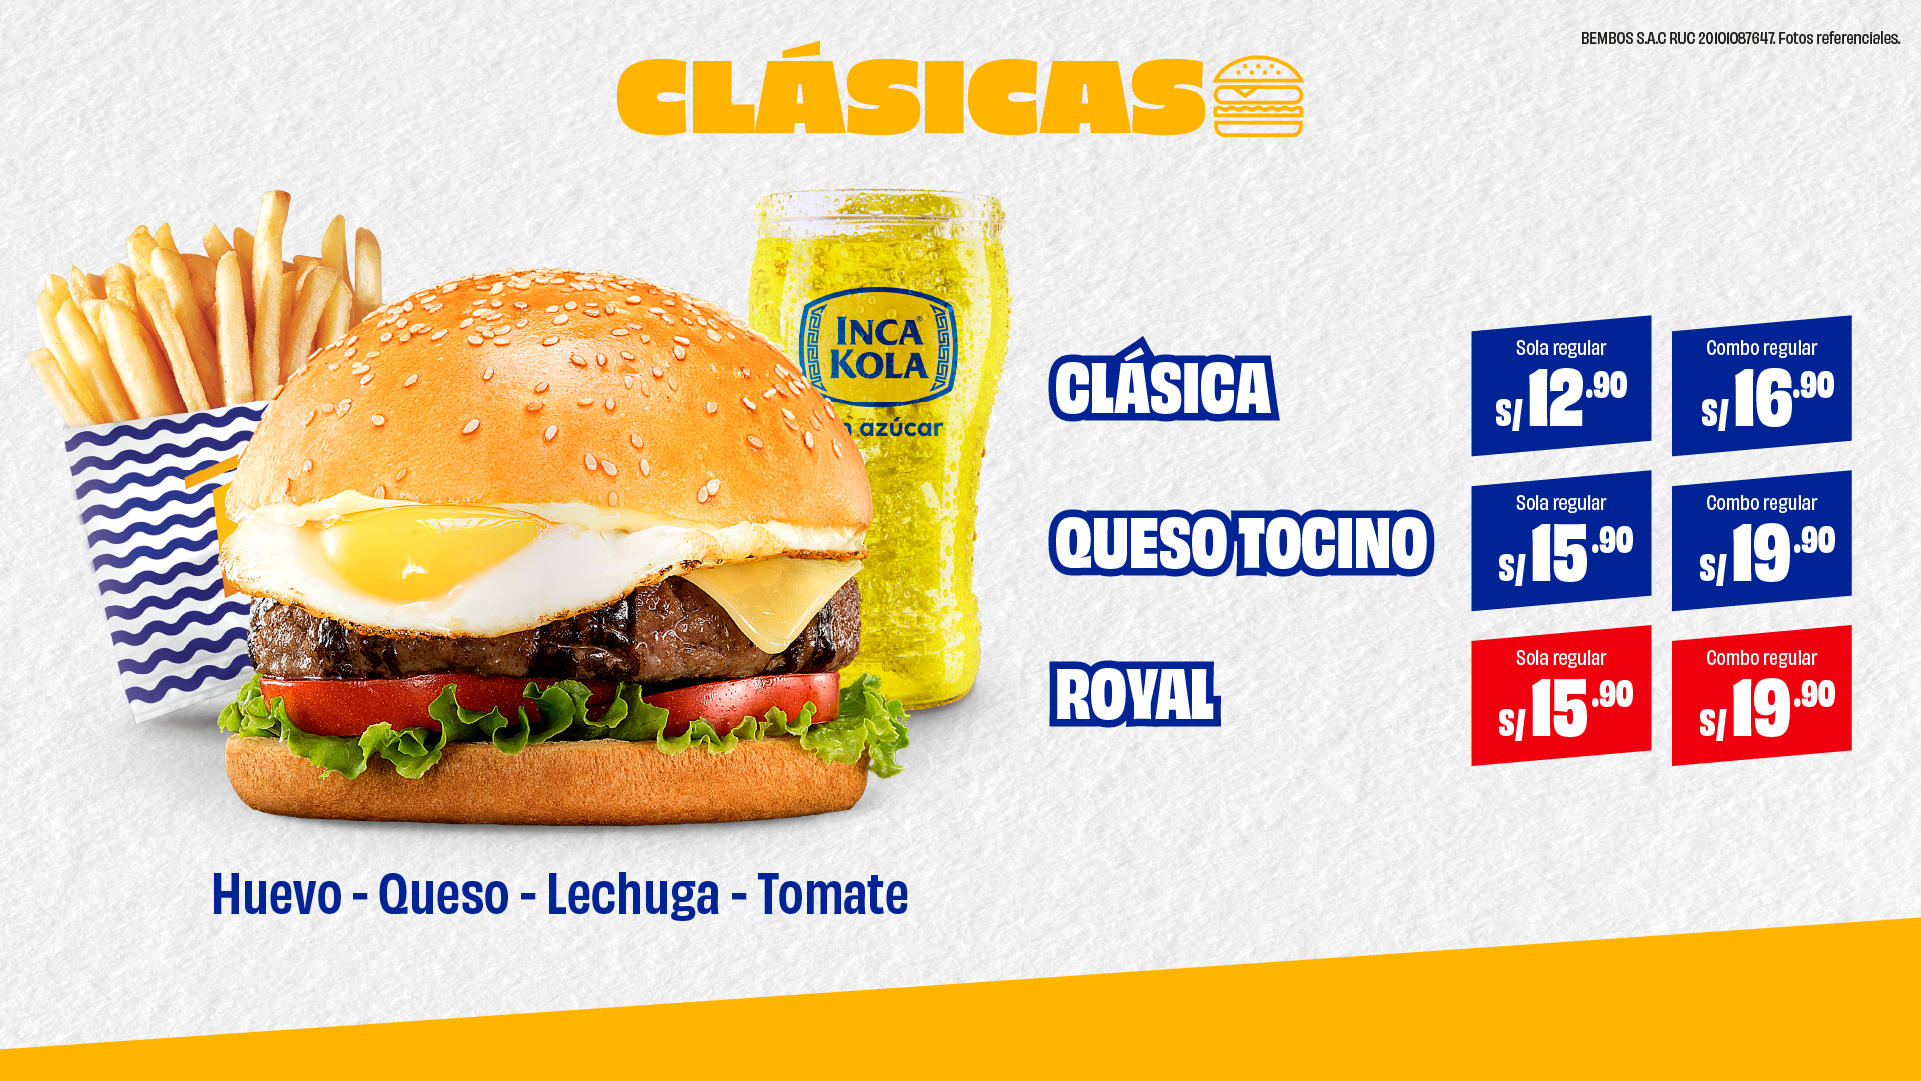 BEMBOS S.A.C RUC 20101087647. Fotos referenciales.
CLÁSICAS
INCA
KOLA
azúcar
CLÁSICA
Sola regular
S/12.90
Combo regular
S/16.90
QUESO TOCINO
Sola regular
S/15.90
Combo regular
S/19.90
ROYAL
Sola regular
S/15.90
Combo regular
S/19.90
Huevo - Queso - Lechuga - Tomate